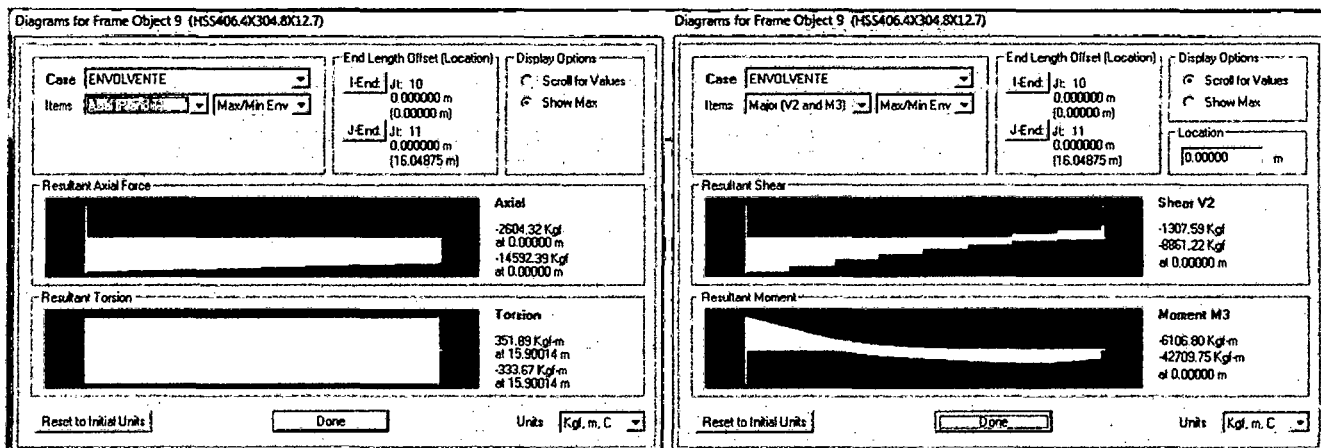 Diagrams for Frame Object 9 (HSS406.4X304.8X12.7)
Case ENVOLVENTE
Items Max/Min Env
End Length Offset (Location)
I-End: Jt: 10
0.000000 m
(0.00000 m)
J-End: Jt: 11
0.000000 m
(16.04875 m)
Display Options
Scroll for Values
Show Max
Resultant Axial Force
Axial
-2604.32 Kgf
at 0.00000 m
-14592.39 Kgf
at 0.00000 m
Resultant Torsion
Torsion
351.89 Kgf-m
at 15.90014 m
-333.67 Kgf-m
at 15.90014 m
Reset to Initial Units
Done
Units Kgf, m, C
Diagrams for Frame Object 9 (HSS406.4X304.8X12.7)
Case ENVOLVENTE
Items Major (V2 and M3) Max/Min Env
End Length Offset (Location)
I-End: Jt: 10
0.000000 m
(0.00000 m)
J-End: Jt: 11
0.000000 m
(16.04875 m)
Display Options
Scroll for Values
Show Max
Location
0.00000 m
Resultant Shear
Shear V2
-1307.59 Kgf
-8861.22 Kgf
at 0.00000 m
Resultant Moment
Moment M3
-6106.80 Kgf-m
-42709.75 Kgf-m
at 0.00000 m
Reset to Initial Units
Done
Units Kgf, m, C